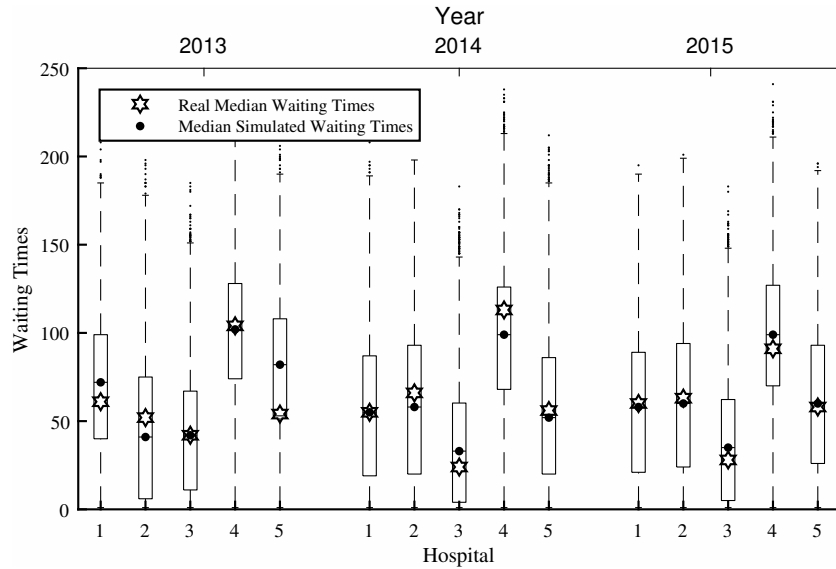 Year
2013 2014 2015
Real Median Waiting Times
Median Simulated Waiting Times
250
200
150
100
50
0
Waiting Times
1 2 3 4 5 1 2 3 4 5 1 2 3 4 5
Hospital